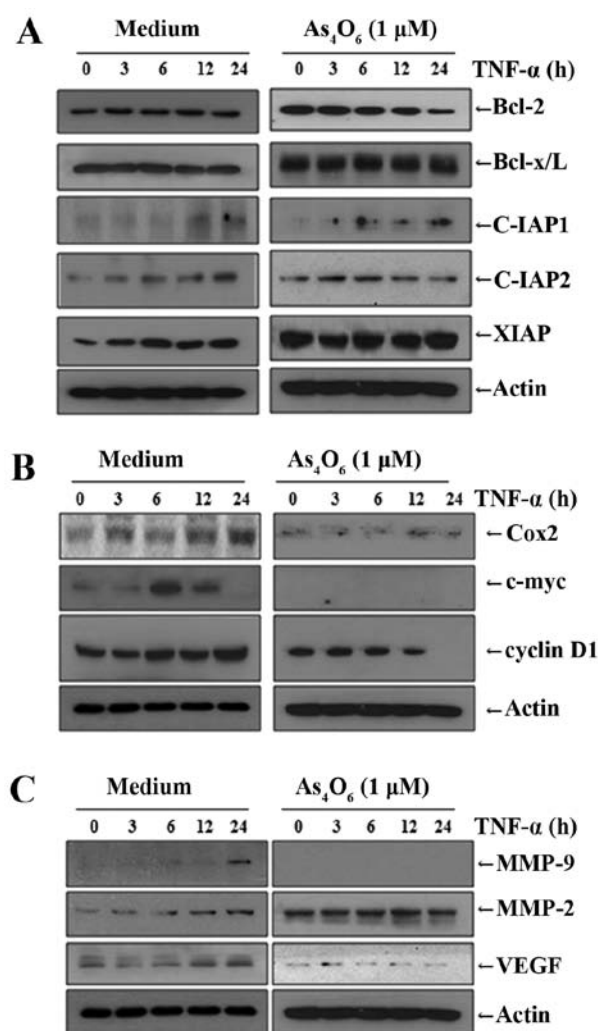 A
Medium As₄O₆ (1 µM)
0 3 6 12 24 0 3 6 12 24 TNF-α (h)
←Bcl-2
←Bcl-x/L
←C-IAP1
←C-IAP2
←XIAP
←Actin
B
Medium As₄O₆ (1 µM)
0 3 6 12 24 0 3 6 12 24 TNF-α (h)
←Cox2
←c-myc
←cyclin D1
←Actin
C
Medium As₄O₆ (1 µM)
0 3 6 12 24 0 3 6 12 24 TNF-α (h)
←MMP-9
←MMP-2
←VEGF
←Actin